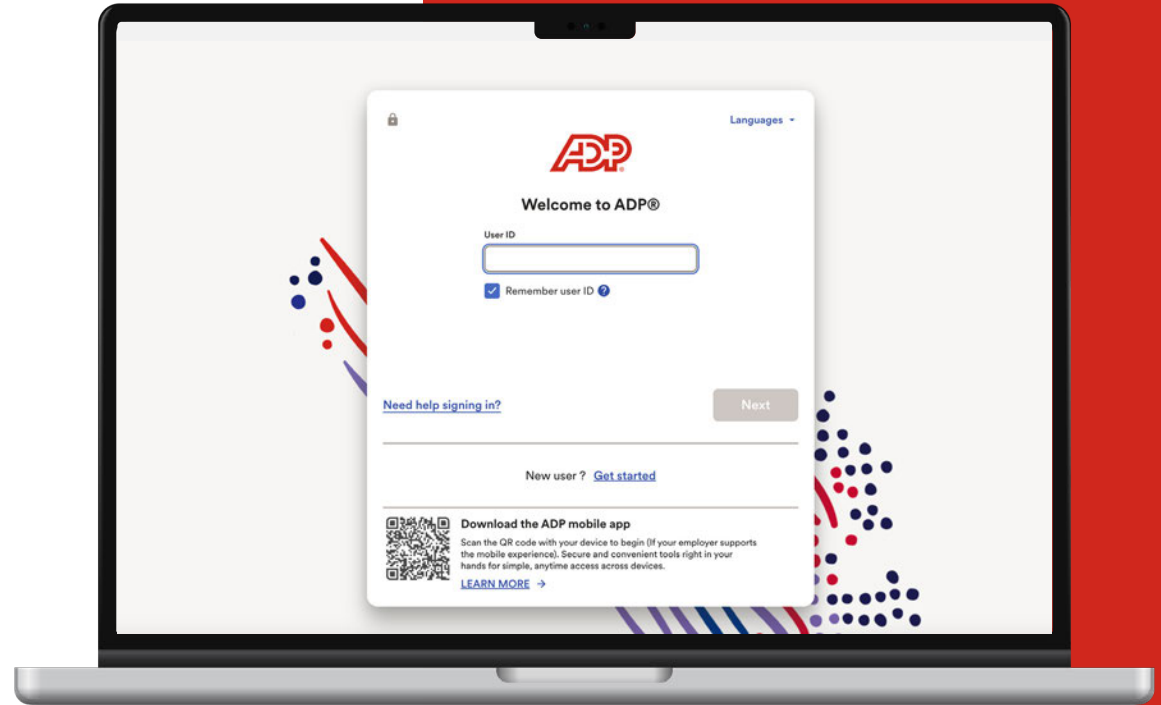 Languages
ADP
Welcome to ADP®
User ID
Remember user ID ?
Need help signing in?
Next
New user ? Get started
Download the ADP mobile app
Scan the QR code with your device to begin (If your employer supports
the mobile experience). Secure and convenient tools right in your
hands for simple, anytime access across devices.
LEARN MORE →